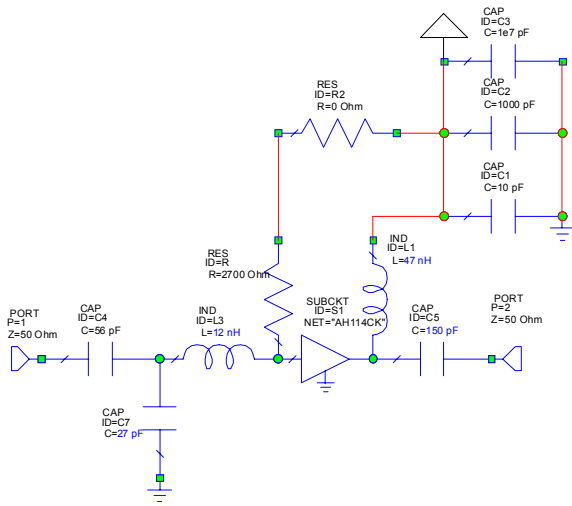 CAP
ID=C3
C=1e7 pF
CAP
ID=C2
C=1000 pF
RES
ID=R2
R=0 Ohm
CAP
ID=C1
C=10 pF
IND
ID=L1
L=47 nH
RES
ID=R
R=2700 Ohm
SUBCKT
ID=S1
NET="AH114CK"
PORT
P=1
Z=50 Ohm
CAP
ID=C4
C=56 pF
IND
ID=L3
L=12 nH
CAP
ID=C5
C=150 pF
PORT
P=2
Z=50 Ohm
CAP
ID=C7
C=27 pF